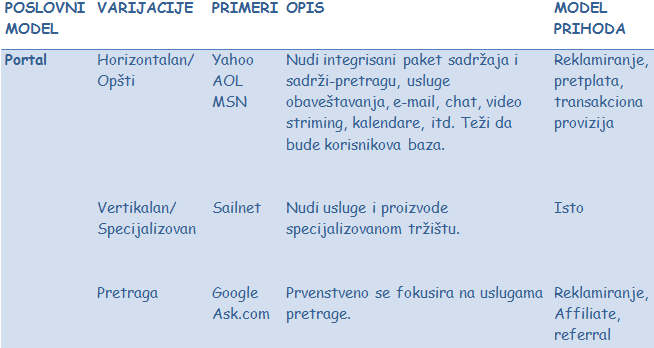 POSLOVNI MODEL VARIJACIJE PRIMERI OPIS MODEL PRIHODA
Portal Horizontalan/ Yahoo Nudi integrisani paket sadržaja i Reklamiranje,
Opšti AOL sadrži-pretragu, usluge pretplata,
MSN obaveštavanja, e-mail, chat, video transakciona
striming, kalendare, itd. Teži da provizija
bude korisnikova baza.
Vertikalan/ Sailnet Nudi usluge i proizvode Isto
Specijalizovan specijalizovanom tržištu.
Pretraga Google Prvenstveno se fokusira na uslugama Reklamiranje,
Ask.com pretrage. Affiliate,
referral